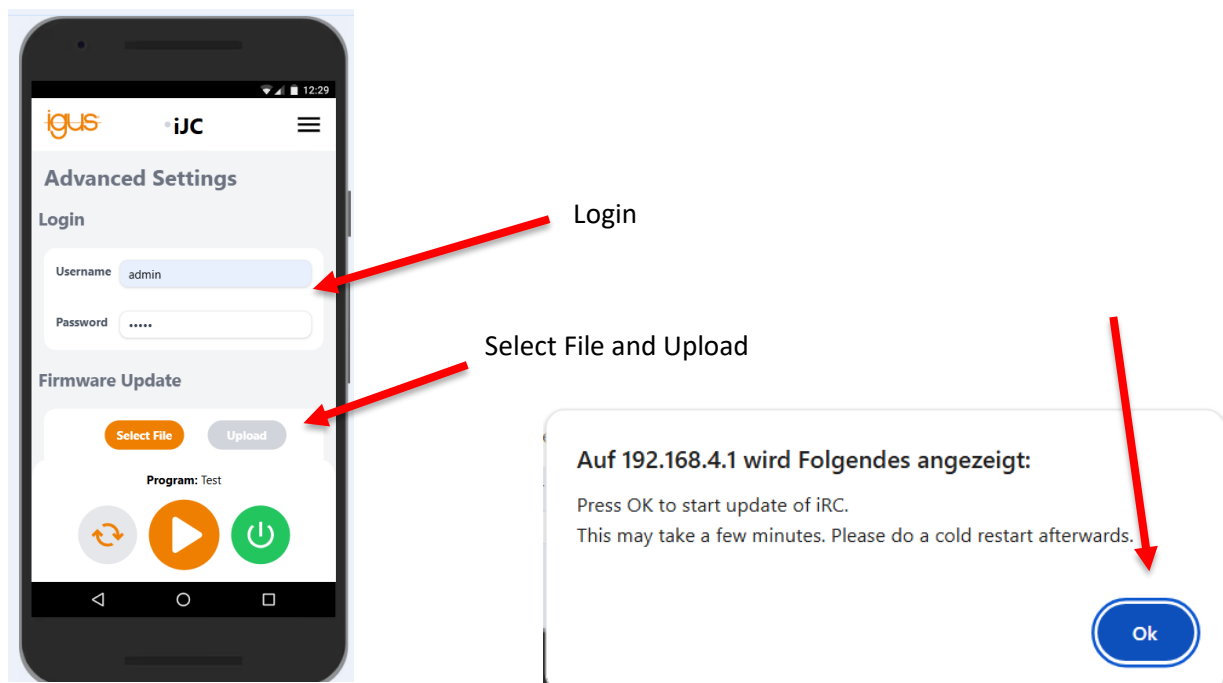 12:29
igus
iJC
Advanced Settings
Login
Username admin
Password •••••
Firmware Update
Select File Upload
Program: Test
Login
Select File and Upload
Auf 192.168.4.1 wird Folgendes angezeigt:
Press OK to start update of iRC.
This may take a few minutes. Please do a cold restart afterwards.
Ok